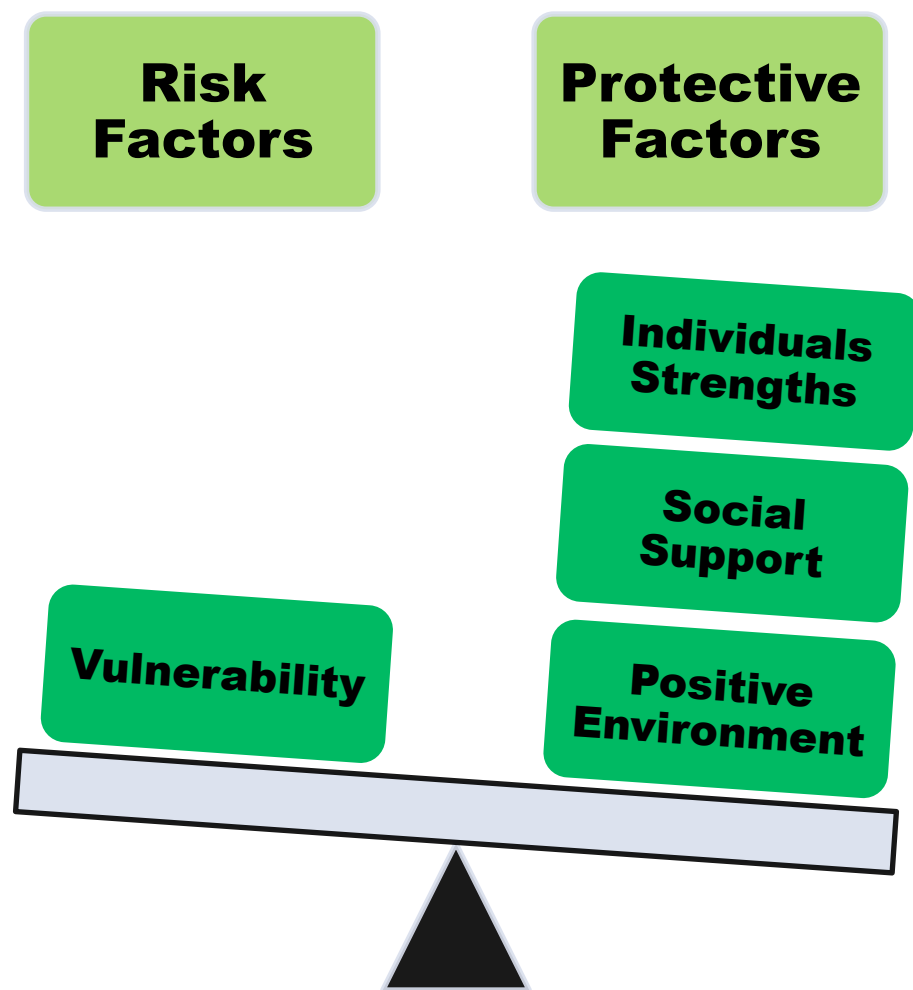 Risk
Factors
Protective
Factors
Individuals
Strengths
Social
Support
Vulnerability
Positive
Environment